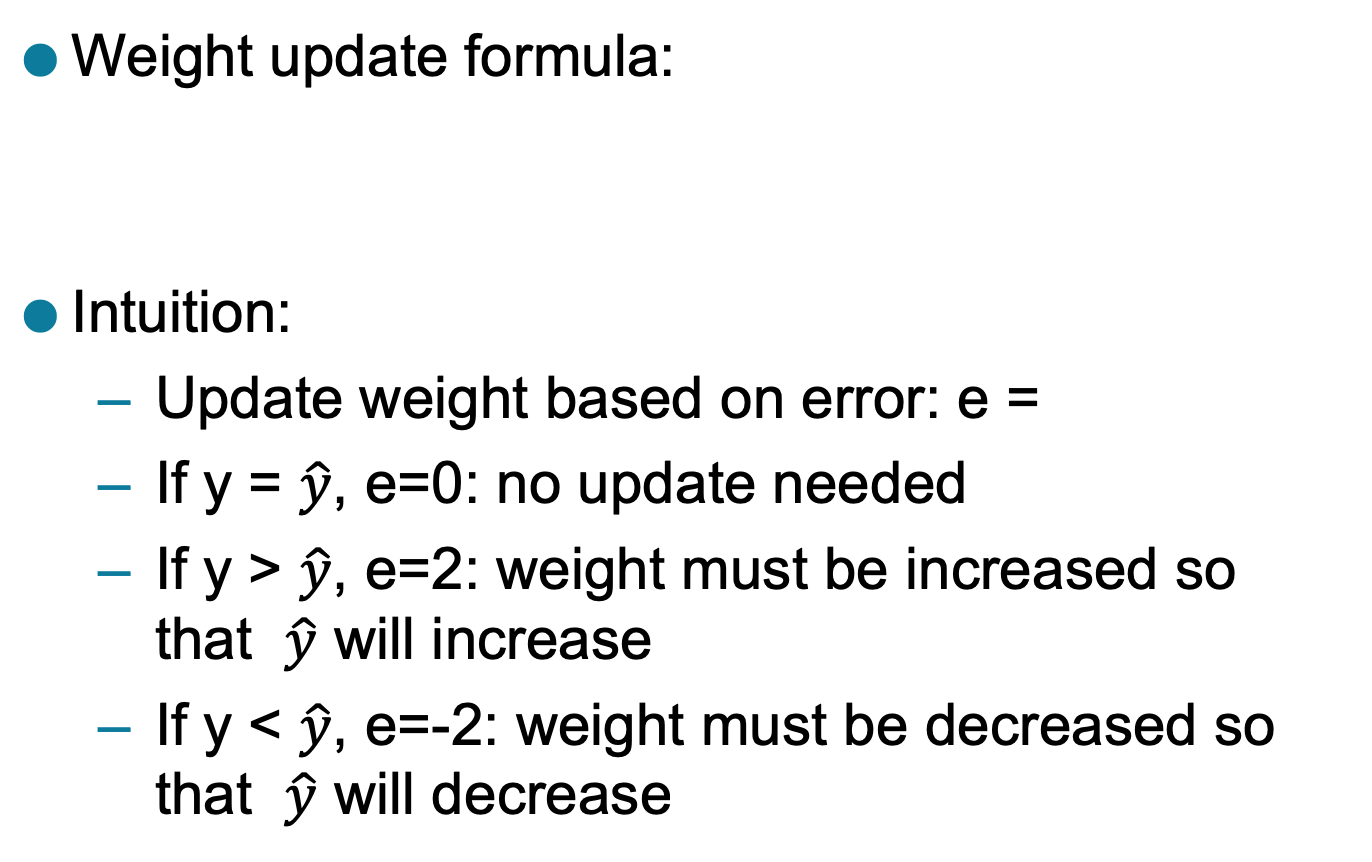 ● Weight update formula:
● Intuition:
– Update weight based on error: e =
– If y = ŷ, e=0: no update needed
– If y > ŷ, e=2: weight must be increased so
that ŷ will increase
– If y < ŷ, e=-2: weight must be decreased so
that ŷ will decrease